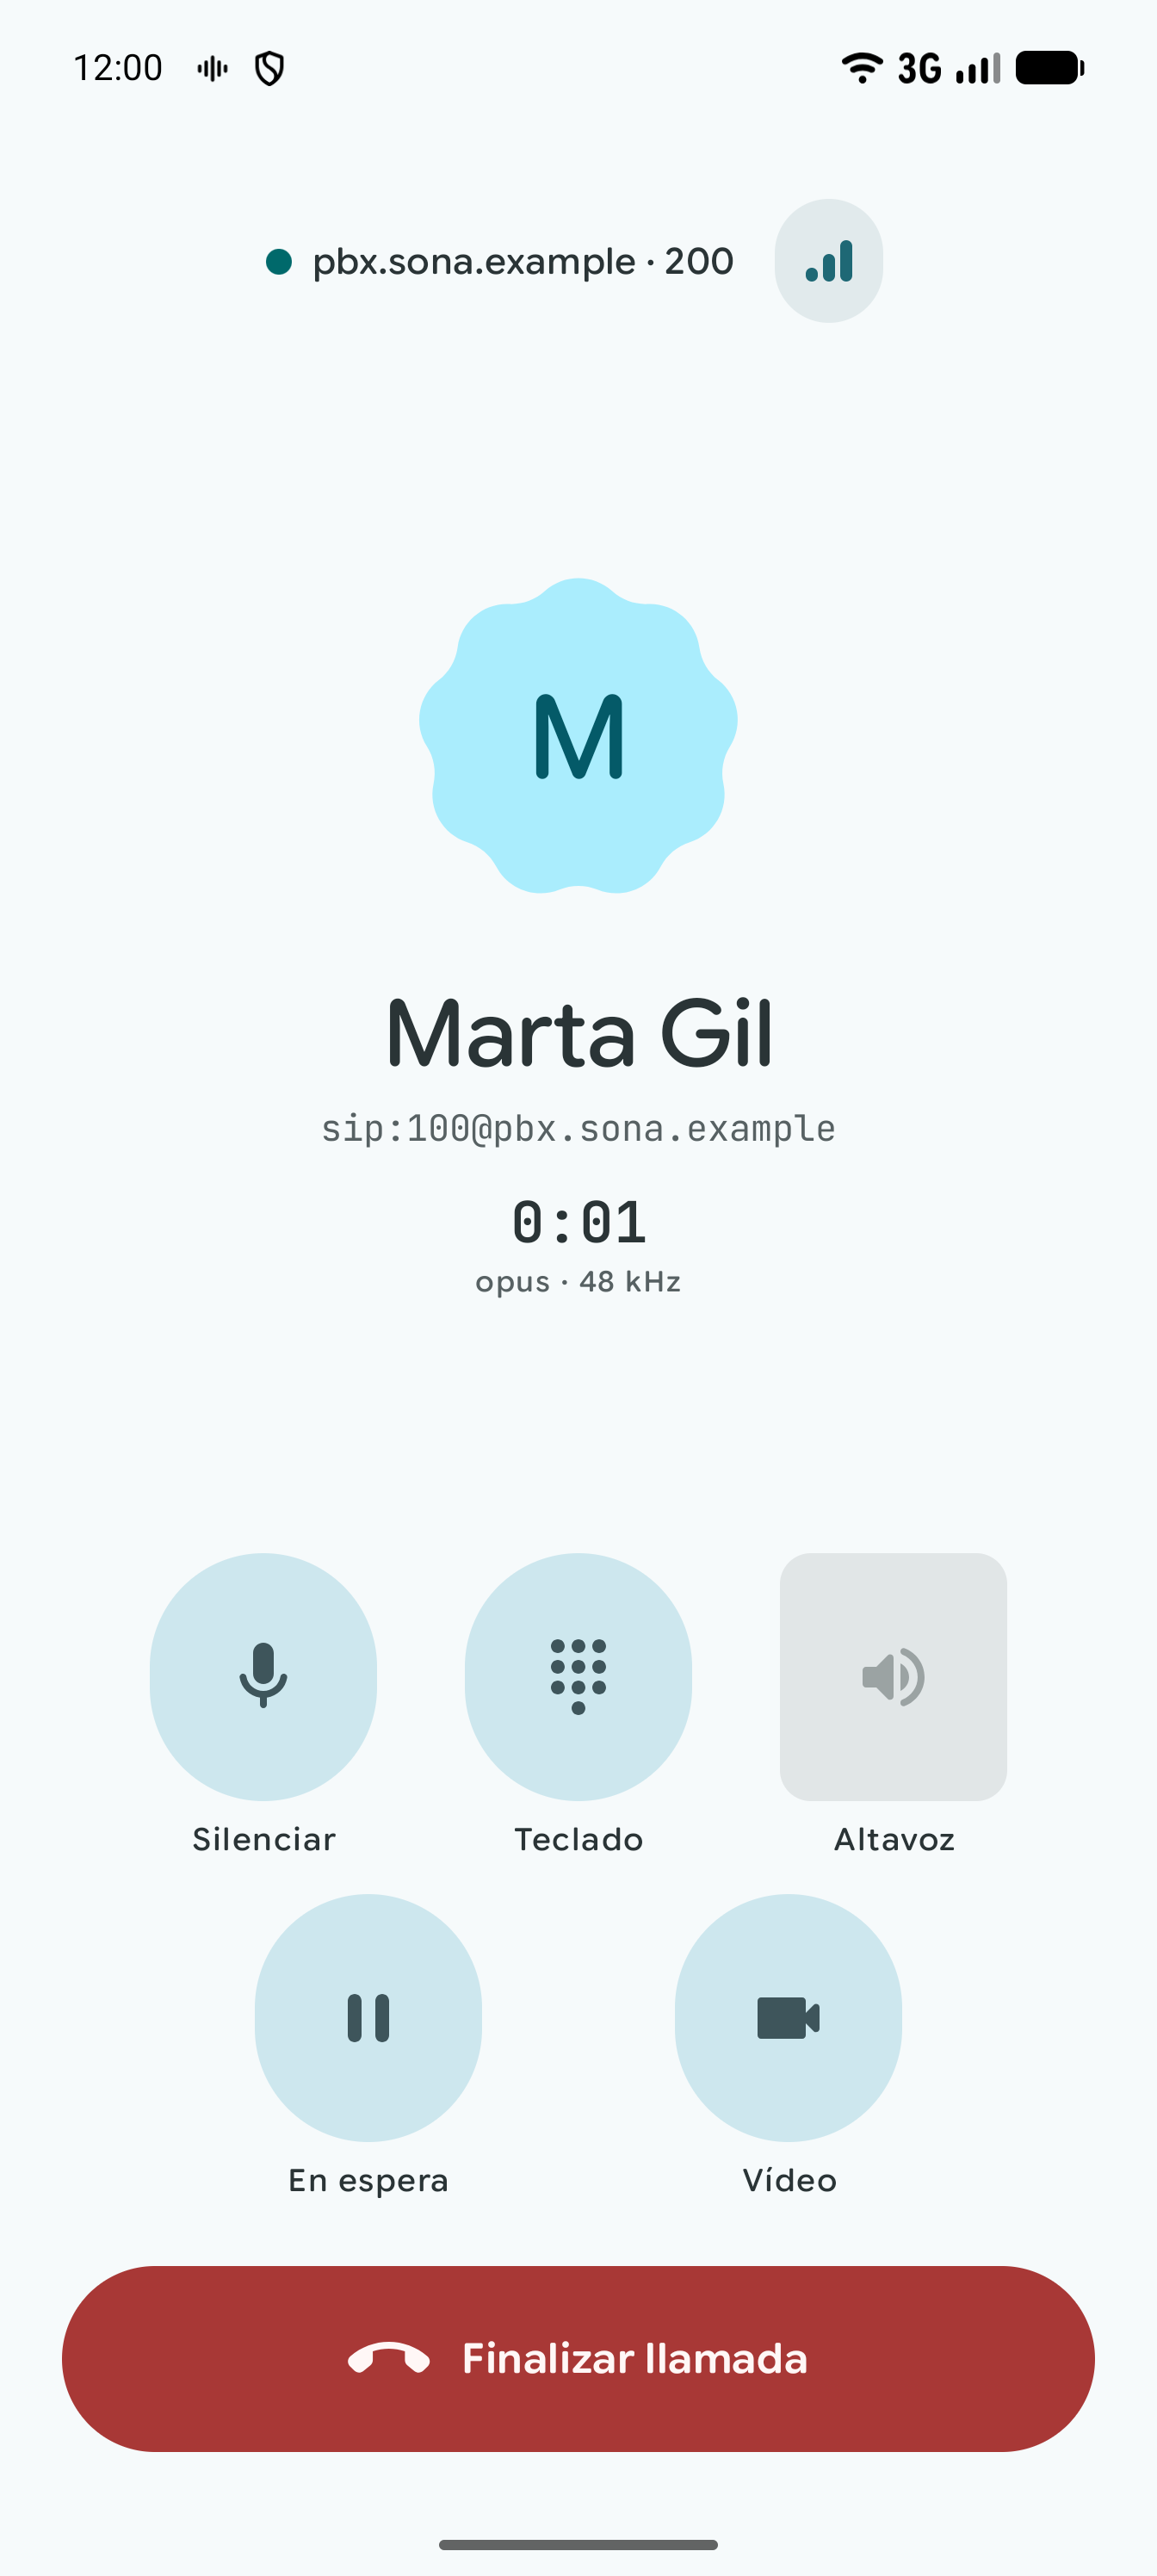 12:00 3G
pbx.sona.example · 200
M
Marta Gil
sip:100@pbx.sona.example
0:01
opus · 48 kHz
Silenciar Teclado Altavoz
En espera Vídeo
Finalizar llamada